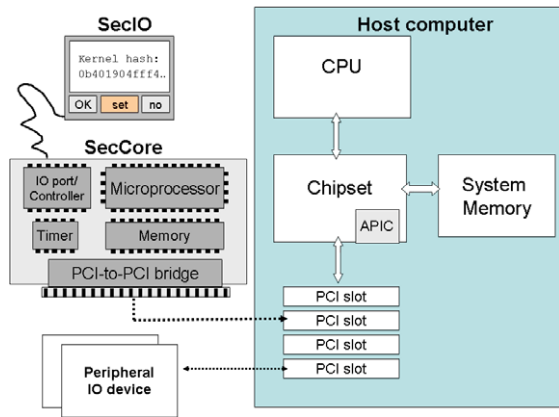 SecIO
Kernel hash:
0b401904fff4..
OK set no
SecCore
IO port/
Controller
Microprocessor
Timer
Memory
PCI-to-PCI bridge
Peripheral
IO device
Host computer
CPU
Chipset
APIC
System
Memory
PCI slot
PCI slot
PCI slot
PCI slot